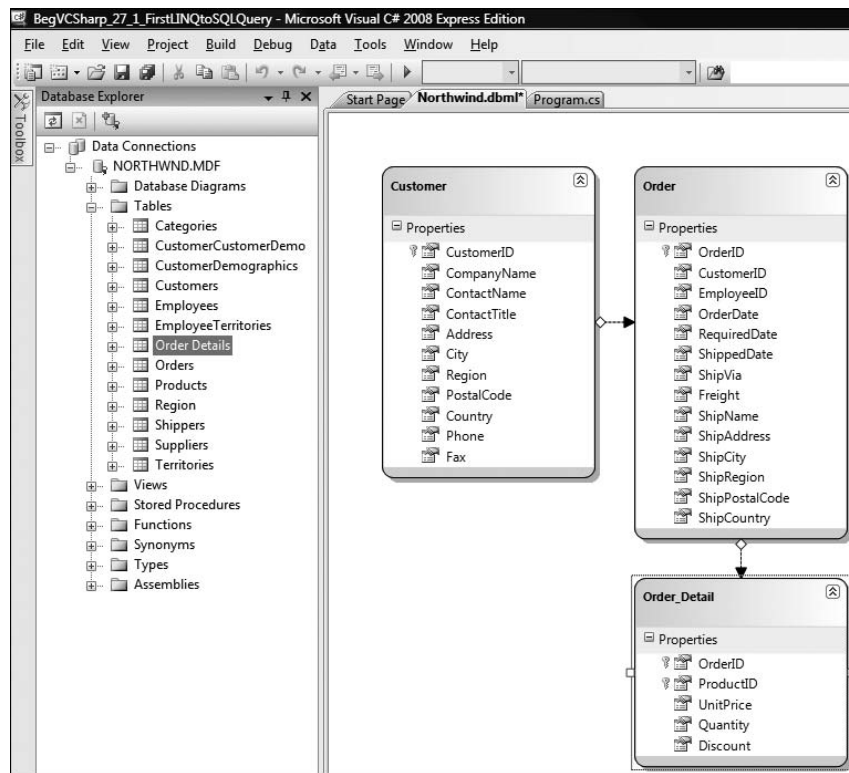 BegVCSharp_27_1_FirstLINQtoSQLQuery - Microsoft Visual C# 2008 Express Edition
File Edit View Project Build Debug Data Tools Window Help
Toolbox
Database Explorer
Data Connections
NORTHWND.MDF
Database Diagrams
Tables
Categories
CustomerCustomerDemo
CustomerDemographics
Customers
Employees
EmployeeTerritories
Order Details
Orders
Products
Region
Shippers
Suppliers
Territories
Views
Stored Procedures
Functions
Synonyms
Types
Assemblies
Start Page Northwind.dbml* Program.cs
Customer
Properties
CustomerID
CompanyName
ContactName
ContactTitle
Address
City
Region
PostalCode
Country
Phone
Fax
Order
Properties
OrderID
CustomerID
EmployeeID
OrderDate
RequiredDate
ShippedDate
ShipVia
Freight
ShipName
ShipAddress
ShipCity
ShipRegion
ShipPostalCode
ShipCountry
Order_Detail
Properties
OrderID
ProductID
UnitPrice
Quantity
Discount